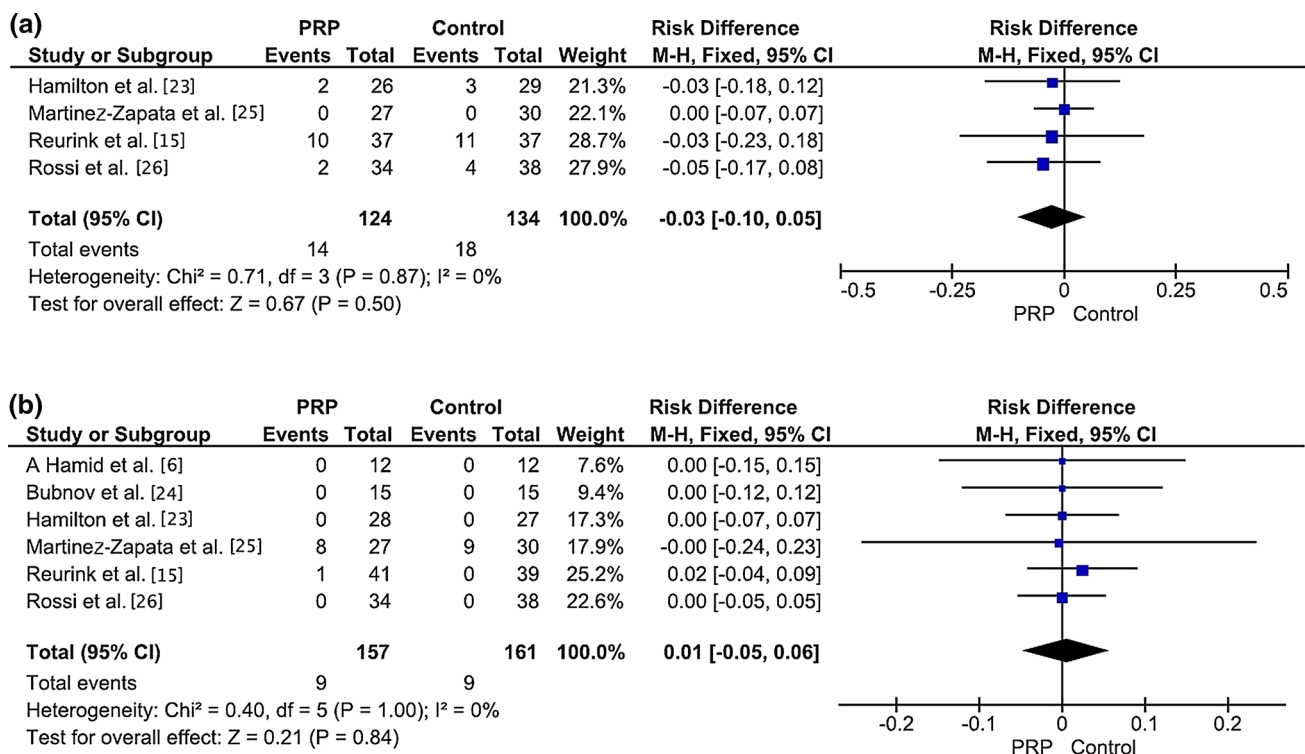 (a)
PRP Control Risk Difference Risk Difference
Study or Subgroup Events Total Events Total Weight M-H, Fixed, 95% CI M-H, Fixed, 95% CI
Hamilton et al. [23] 2 26 3 29 21.3% -0.03 [-0.18, 0.12]
Martinez-Zapata et al. [25] 0 27 0 30 22.1% 0.00 [-0.07, 0.07]
Reurink et al. [15] 10 37 11 37 28.7% -0.03 [-0.23, 0.18]
Rossi et al. [26] 2 34 4 38 27.9% -0.05 [-0.17, 0.08]
Total (95% CI) 124 134 100.0% -0.03 [-0.10, 0.05]
Total events 14 18
Heterogeneity: Chi² = 0.71, df = 3 (P = 0.87); I² = 0%
Test for overall effect: Z = 0.67 (P = 0.50)
-0.5 -0.25 0 0.25 0.5
PRP Control
(b)
PRP Control Risk Difference Risk Difference
Study or Subgroup Events Total Events Total Weight M-H, Fixed, 95% CI M-H, Fixed, 95% CI
A Hamid et al. [6] 0 12 0 12 7.6% 0.00 [-0.15, 0.15]
Bubnov et al. [24] 0 15 0 15 9.4% 0.00 [-0.12, 0.12]
Hamilton et al. [23] 0 28 0 27 17.3% 0.00 [-0.07, 0.07]
Martinez-Zapata et al. [25] 8 27 9 30 17.9% -0.00 [-0.24, 0.23]
Reurink et al. [15] 1 41 0 39 25.2% 0.02 [-0.04, 0.09]
Rossi et al. [26] 0 34 0 38 22.6% 0.00 [-0.05, 0.05]
Total (95% CI) 157 161 100.0% 0.01 [-0.05, 0.06]
Total events 9 9
Heterogeneity: Chi² = 0.40, df = 5 (P = 1.00); I² = 0%
Test for overall effect: Z = 0.21 (P = 0.84)
-0.2 -0.1 0 0.1 0.2
PRP Control